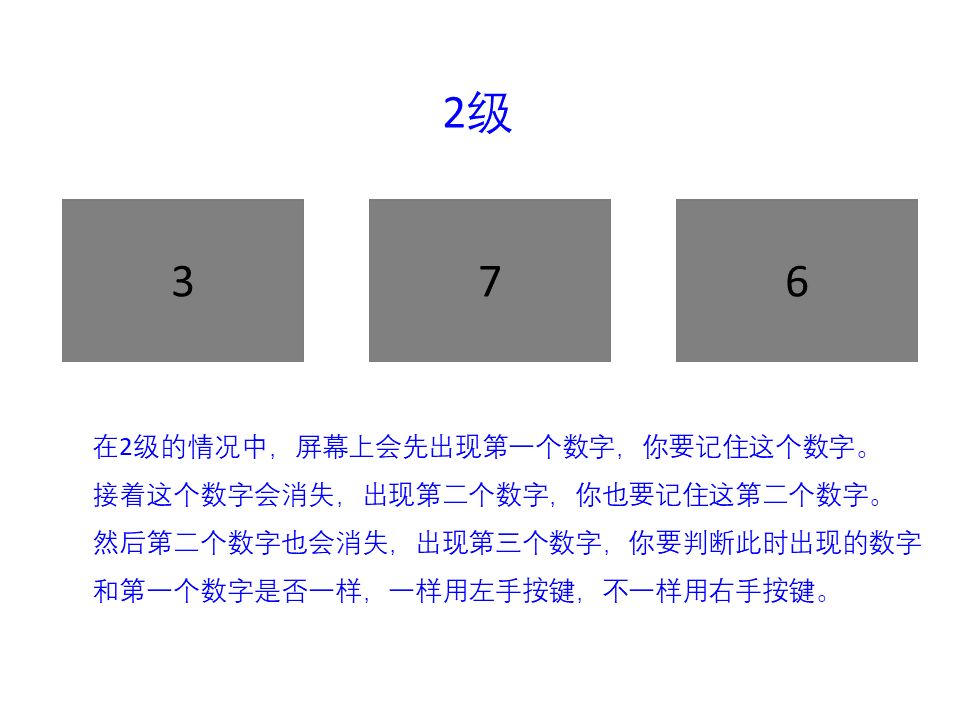 2级
3 7 6
在2级的情况中，屏幕上会先出现第一个数字，你要记住这个数字。
接着这个数字会消失，出现第二个数字，你也要记住这第二个数字。
然后第二个数字也会消失，出现第三个数字，你要判断此时出现的数字
和第一个数字是否一样，一样用左手按键，不一样用右手按键。